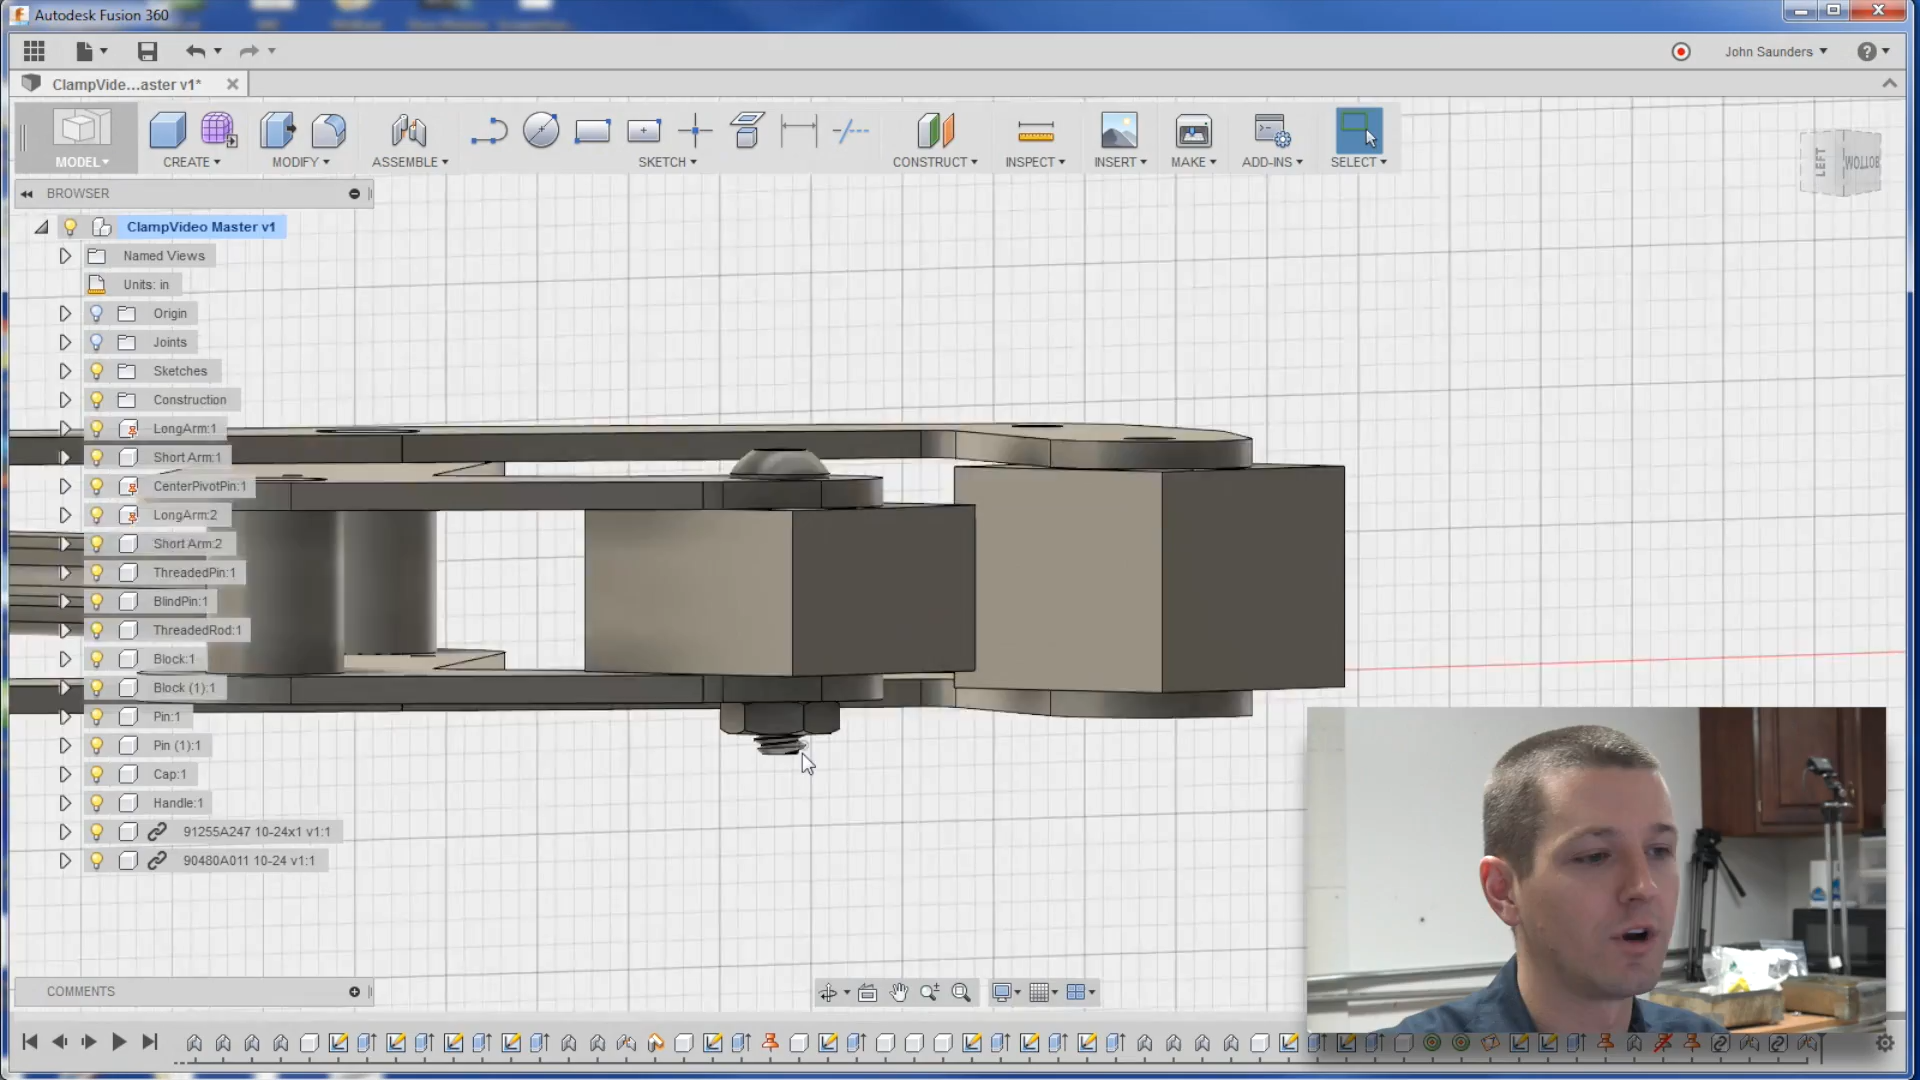 Autodesk Fusion 360
John Saunders
ClampVide...aster v1*
MODEL
CREATE
MODIFY
ASSEMBLE
SKETCH
CONSTRUCT
INSPECT
INSERT
MAKE
ADD-INS
SELECT
LEFT
BOTTOM
BROWSER
ClampVideo Master v1
Named Views
Units: in
Origin
Joints
Sketches
Construction
LongArm:1
Short Arm:1
CenterPivotPin:1
LongArm:2
Short Arm:2
ThreadedPin:1
BlindPin:1
ThreadedRod:1
Block:1
Block (1):1
Pin:1
Pin (1):1
Cap:1
Handle:1
91255A247 10-24x1 v1:1
90480A011 10-24 v1:1
COMMENTS